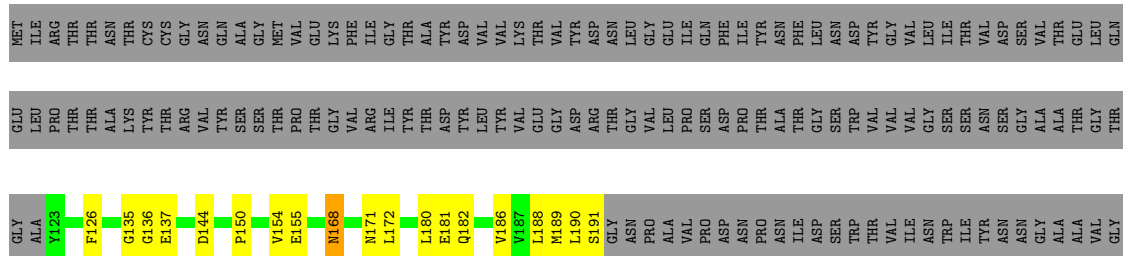 MET ILE ARG THR THR ASN THR CYS CYS GLY ASN GLN ALA GLY MET VAL GLU LYS PHE ILE GLY THR ALA TYR ASP VAL VAL LYS THR VAL TYR ASP ASN LEU GLY GLU ILE GLN PHE ILE TYR ASN PHE LEU ASN ASP TYR GLY VAL LEU ILE THR VAL ASP SER VAL THR GLU LEU GLN
GLU LEU PRO THR THR ALA LYS TYR THR ARG VAL TYR SER SER THR PRO THR GLY VAL ARG ILE TYR THR ASP TYR LEU TYR VAL GLU GLY ASP ARG THR GLY VAL LEU PRO SER ASP PRO THR ALA THR GLY SER TRP VAL VAL VAL GLY SER SER ASN SER GLY ALA ALA THR GLY THR
GLY ALA Y123 F126 G135 G136 E137 D144 P150 V154 E155 N168 N171 L172 L180 E181 Q182 V186 V187 L188 M189 L190 S191 GLY ASN PRO ALA VAL PRO ASP ASN PRO ASN ILE ASP SER TRP THR VAL ILE ASN TRP ILE TYR ASN ASN GLY ALA ALA VAL GLY